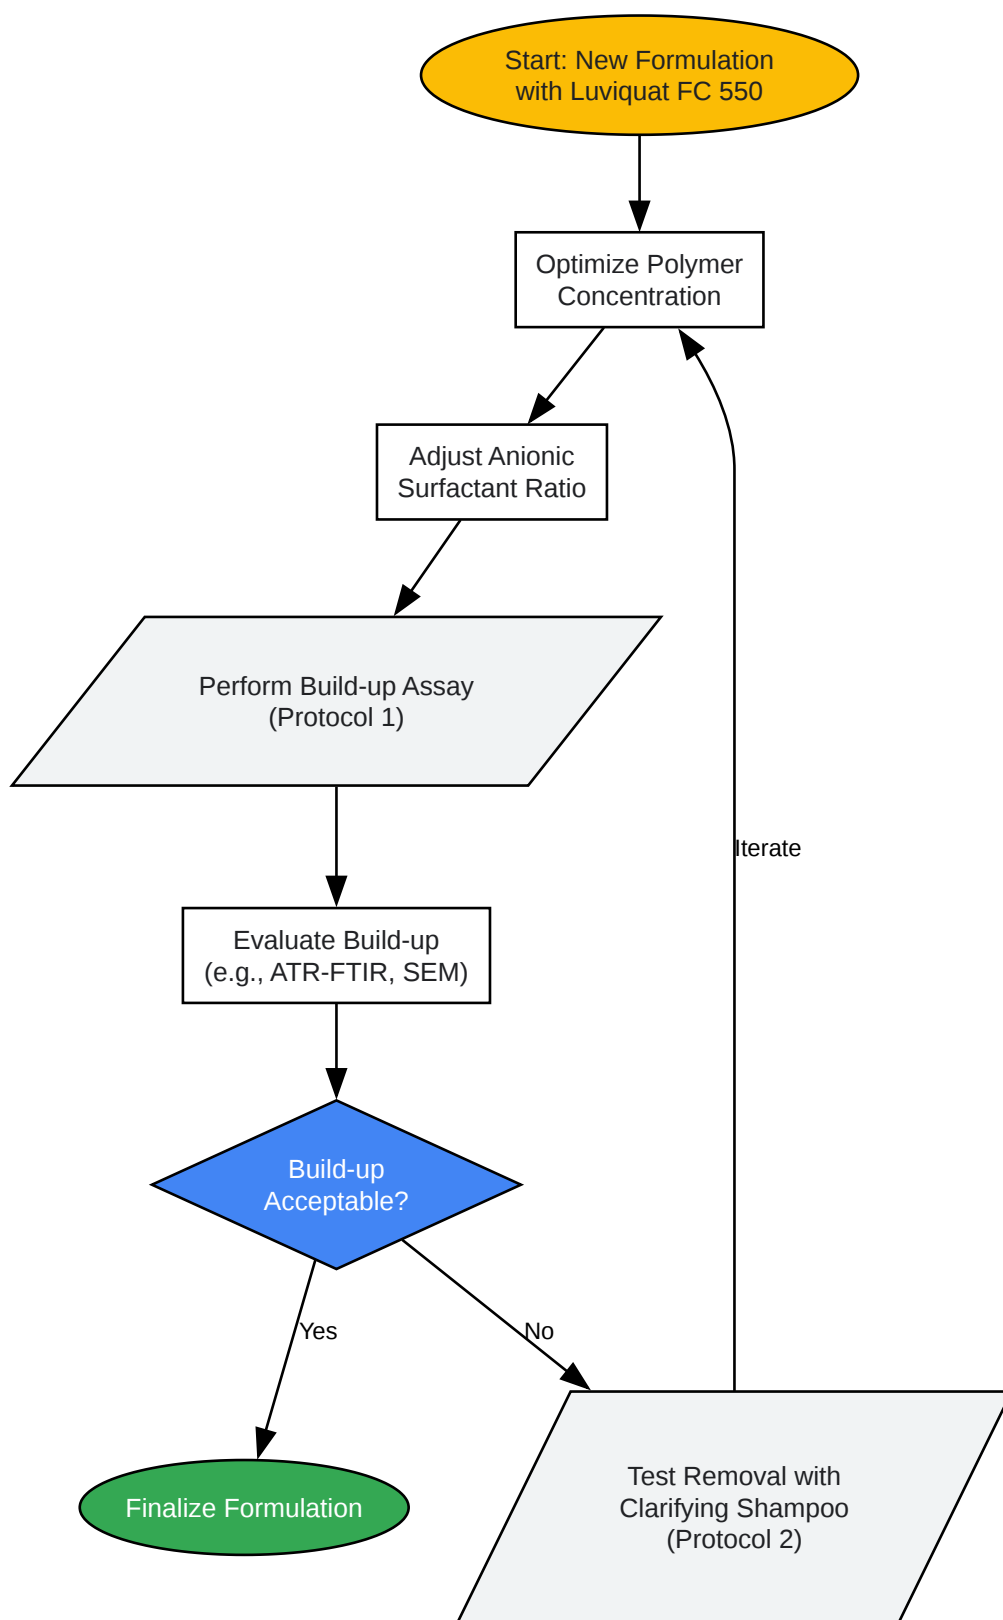 Start: New Formulation
with Luviquat FC 550
Optimize Polymer
Concentration
Adjust Anionic
Surfactant Ratio
Perform Build-up Assay
(Protocol 1)
Iterate
Evaluate Build-up
(e.g., ATR-FTIR, SEM)
Build-up
Acceptable?
Yes
No
Finalize Formulation
Test Removal with
Clarifying Shampoo
(Protocol 2)